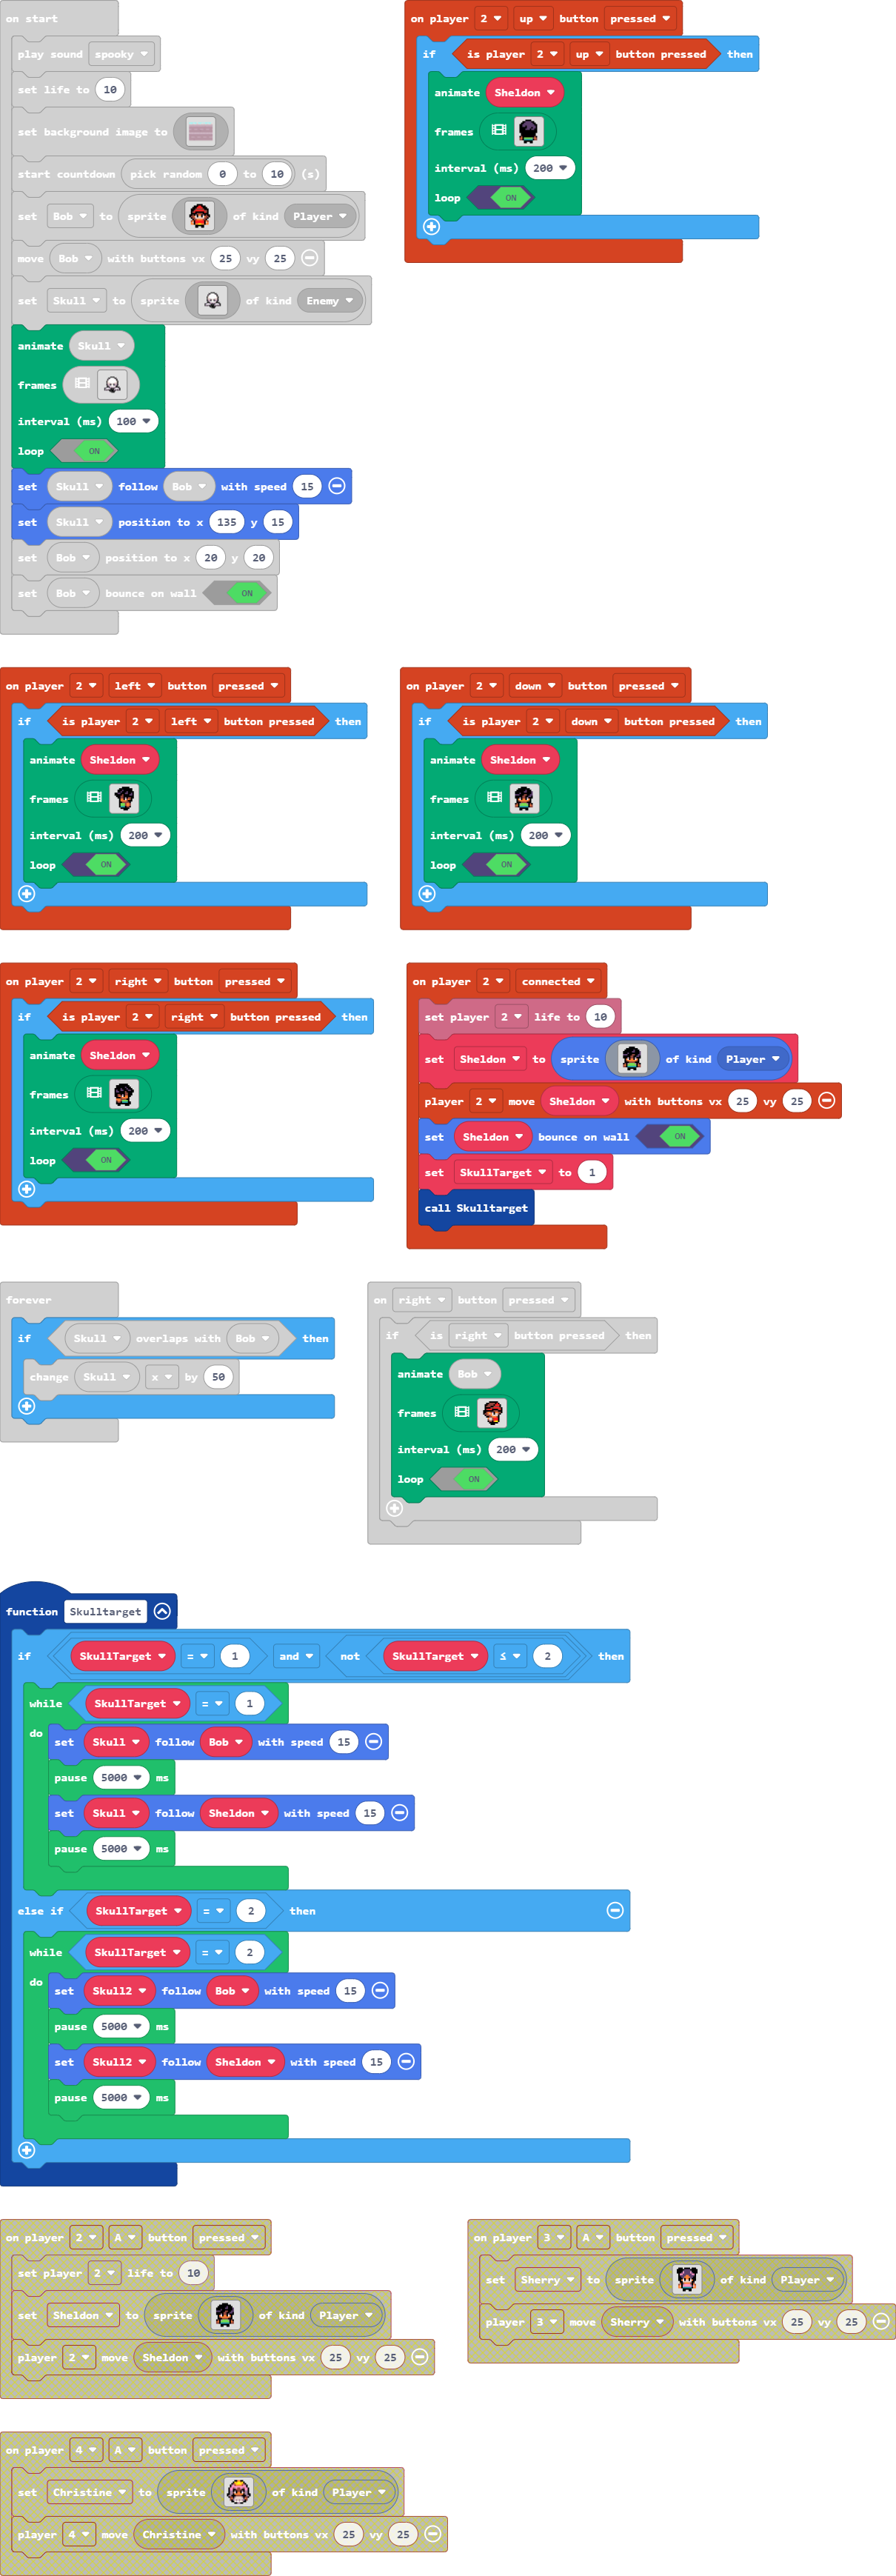 on start
play sound spooky
set life to 10
set background image to
start countdown pick random 0 to 10 (s)
set Bob to sprite of kind Player
move Bob with buttons vx 25 vy 25
set Skull to sprite of kind Enemy
animate Skull
frames
interval (ms) 100
loop ON
set Skull follow Bob with speed 15
set Skull position to x 135 y 15
set Bob position to x 20 y 20
set Bob bounce on wall ON
on player 2 up button pressed
if is player 2 up button pressed then
animate Sheldon
frames
interval (ms) 200
loop ON
on player 2 left button pressed
if is player 2 left button pressed then
animate Sheldon
frames
interval (ms) 200
loop ON
on player 2 down button pressed
if is player 2 down button pressed then
animate Sheldon
frames
interval (ms) 200
loop ON
on player 2 right button pressed
if is player 2 right button pressed then
animate Sheldon
frames
interval (ms) 200
loop ON
on player 2 connected
set player 2 life to 10
set Sheldon to sprite of kind Player
player 2 move Sheldon with buttons vx 25 vy 25
set Sheldon bounce on wall ON
set SkullTarget to 1
call Skulltarget
forever
if Skull overlaps with Bob then
change Skull x by 50
on right button pressed
if is right button pressed then
animate Bob
frames
interval (ms) 200
loop ON
function Skulltarget
if SkullTarget = 1 and not SkullTarget ≤ 2 then
while SkullTarget = 1
do
set Skull follow Bob with speed 15
pause 5000 ms
set Skull follow Sheldon with speed 15
pause 5000 ms
else if SkullTarget = 2 then
while SkullTarget = 2
do
set Skull2 follow Bob with speed 15
pause 5000 ms
set Skull2 follow Sheldon with speed 15
pause 5000 ms
on player 2 A button pressed
set player 2 life to 10
set Sheldon to sprite of kind Player
player 2 move Sheldon with buttons vx 25 vy 25
on player 3 A button pressed
set Sherry to sprite of kind Player
player 3 move Sherry with buttons vx 25 vy 25
on player 4 A button pressed
set Christine to sprite of kind Player
player 4 move Christine with buttons vx 25 vy 25